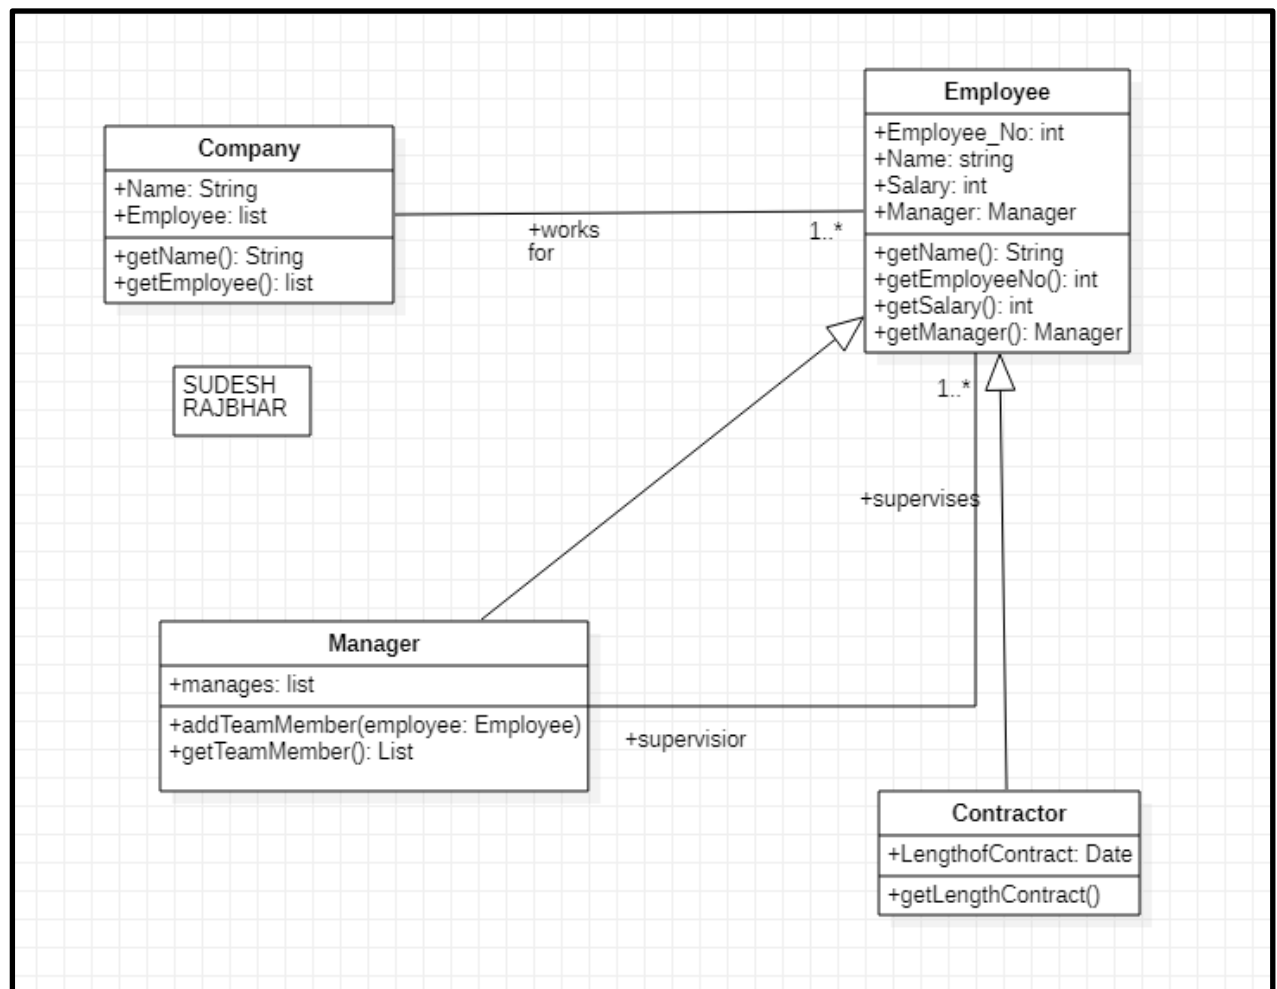 Company
+Name: String
+Employee: list
+getName(): String
+getEmployee(): list
+works
for
1..*
Employee
+Employee_No: int
+Name: string
+Salary: int
+Manager: Manager
+getName(): String
+getEmployeeNo(): int
+getSalary(): int
+getManager(): Manager
SUDESH
RAJBHAR
1..*
+supervises
Manager
+manages: list
+addTeamMember(employee: Employee)
+getTeamMember(): List
+supervisior
Contractor
+LengthofContract: Date
+getLengthContract()